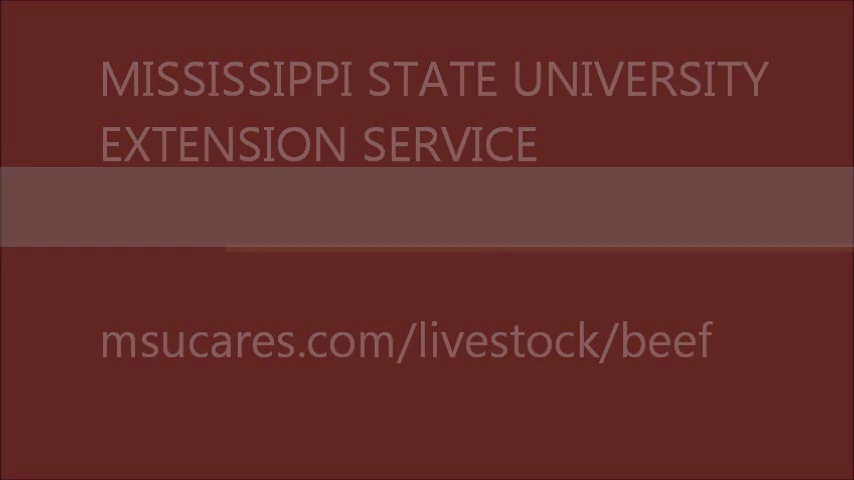 MISSISSIPPI STATE UNIVERSITY
EXTENSION SERVICE
msucares.com/livestock/beef